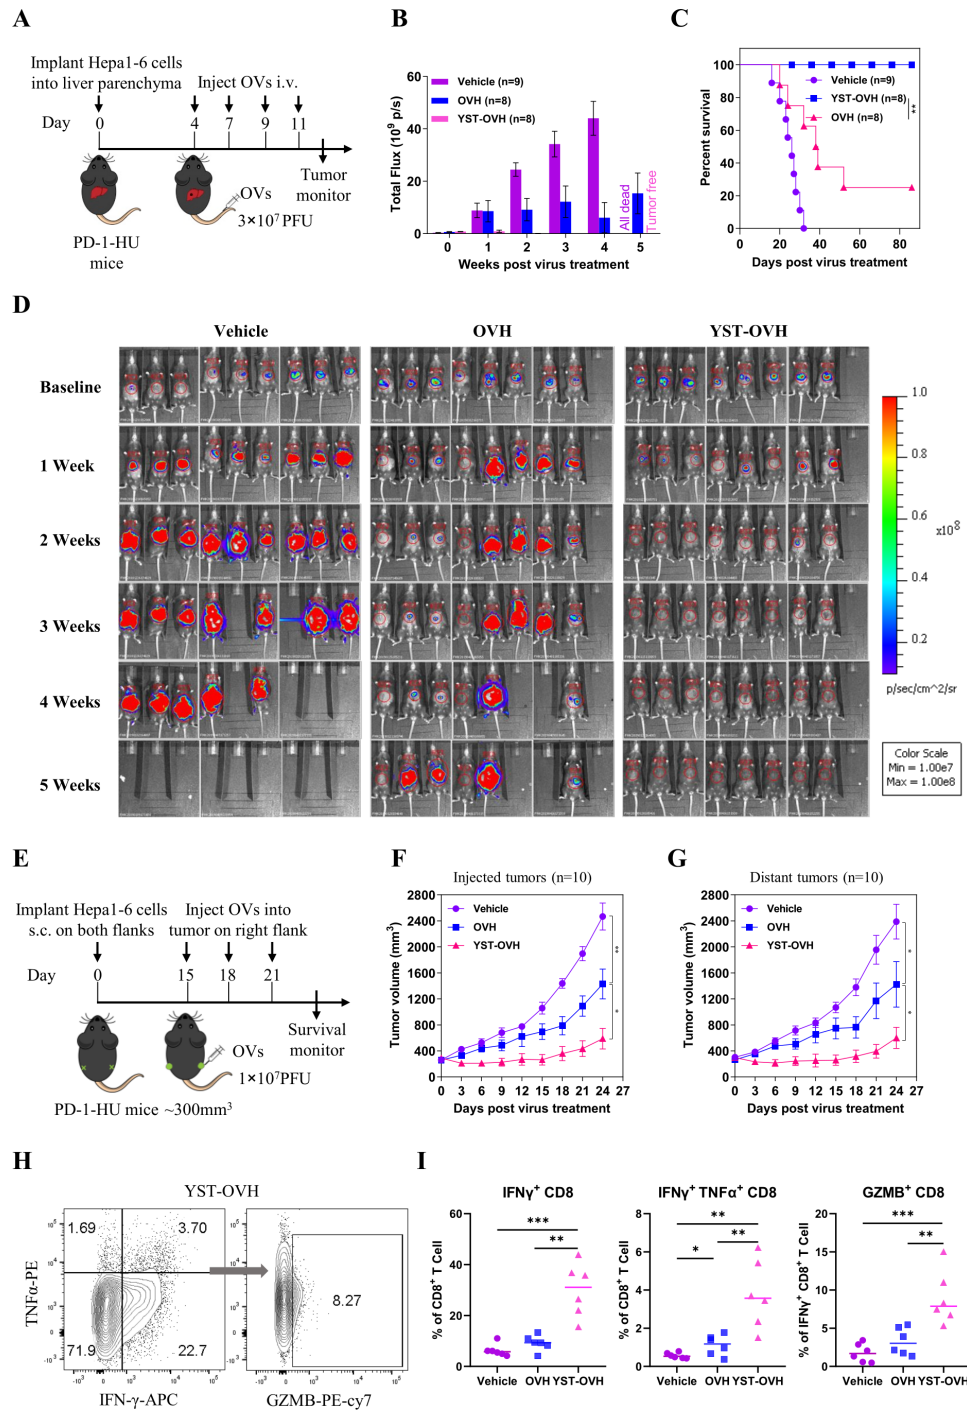 A
Implant Hepa1-6 cells
into liver parenchyma
Inject OVs i.v.
Day
0
4
7
9
11
Tumor
monitor
OVs
3×10⁷ PFU
PD-1-HU
mice
B
Vehicle (n=9)
OVH (n=8)
YST-OVH (n=8)
Total Flux (10⁹ p/s)
60
40
20
0
All dead
Tumor free
0 1 2 3 4 5
Weeks post virus treatment
C
Percent survival
100
80
60
40
20
0
Vehicle (n=9)
YST-OVH (n=8)
OVH (n=8)
**
0 20 40 60 80
Days post virus treatment
D
Vehicle
OVH
YST-OVH
Baseline
1 Week
2 Weeks
3 Weeks
4 Weeks
5 Weeks
1.0
0.8
0.6
0.4
0.2
p/sec/cm^2/sr
Color Scale
Min = 1.00e7
Max = 1.00e8
E
Implant Hepa1-6 cells
s.c. on both flanks
Inject OVs into
tumor on right flank
Day
0
15
18
21
Survival
monitor
OVs
1×10⁷PFU
PD-1-HU mice ~300mm³
F
Injected tumors (n=10)
Tumor volume (mm³)
2800
2400
2000
1600
1200
800
400
0
Vehicle
OVH
YST-OVH
**
*
0 3 6 9 12 15 18 21 24 27
Days post virus treatment
G
Distant tumors (n=10)
Tumor volume (mm³)
2800
2400
2000
1600
1200
800
400
0
Vehicle
OVH
YST-OVH
*
*
0 3 6 9 12 15 18 21 24 27
Days post virus treatment
H
YST-OVH
TNFα-PE
1.69
3.70
71.9
22.7
IFN-γ-APC
8.27
GZMB-PE-cy7
I
IFNγ⁺ CD8
% of CD8⁺ T Cell
60
40
20
0
***
**
Vehicle OVH YST-OVH
IFNγ⁺ TNFα⁺ CD8
% of CD8⁺ T Cell
8
6
4
2
0
**
**
*
Vehicle OVH YST-OVH
GZMB⁺ CD8
% of IFNγ⁺ CD8⁺ T Cell
20
15
10
5
0
***
**
Vehicle OVH YST-OVH